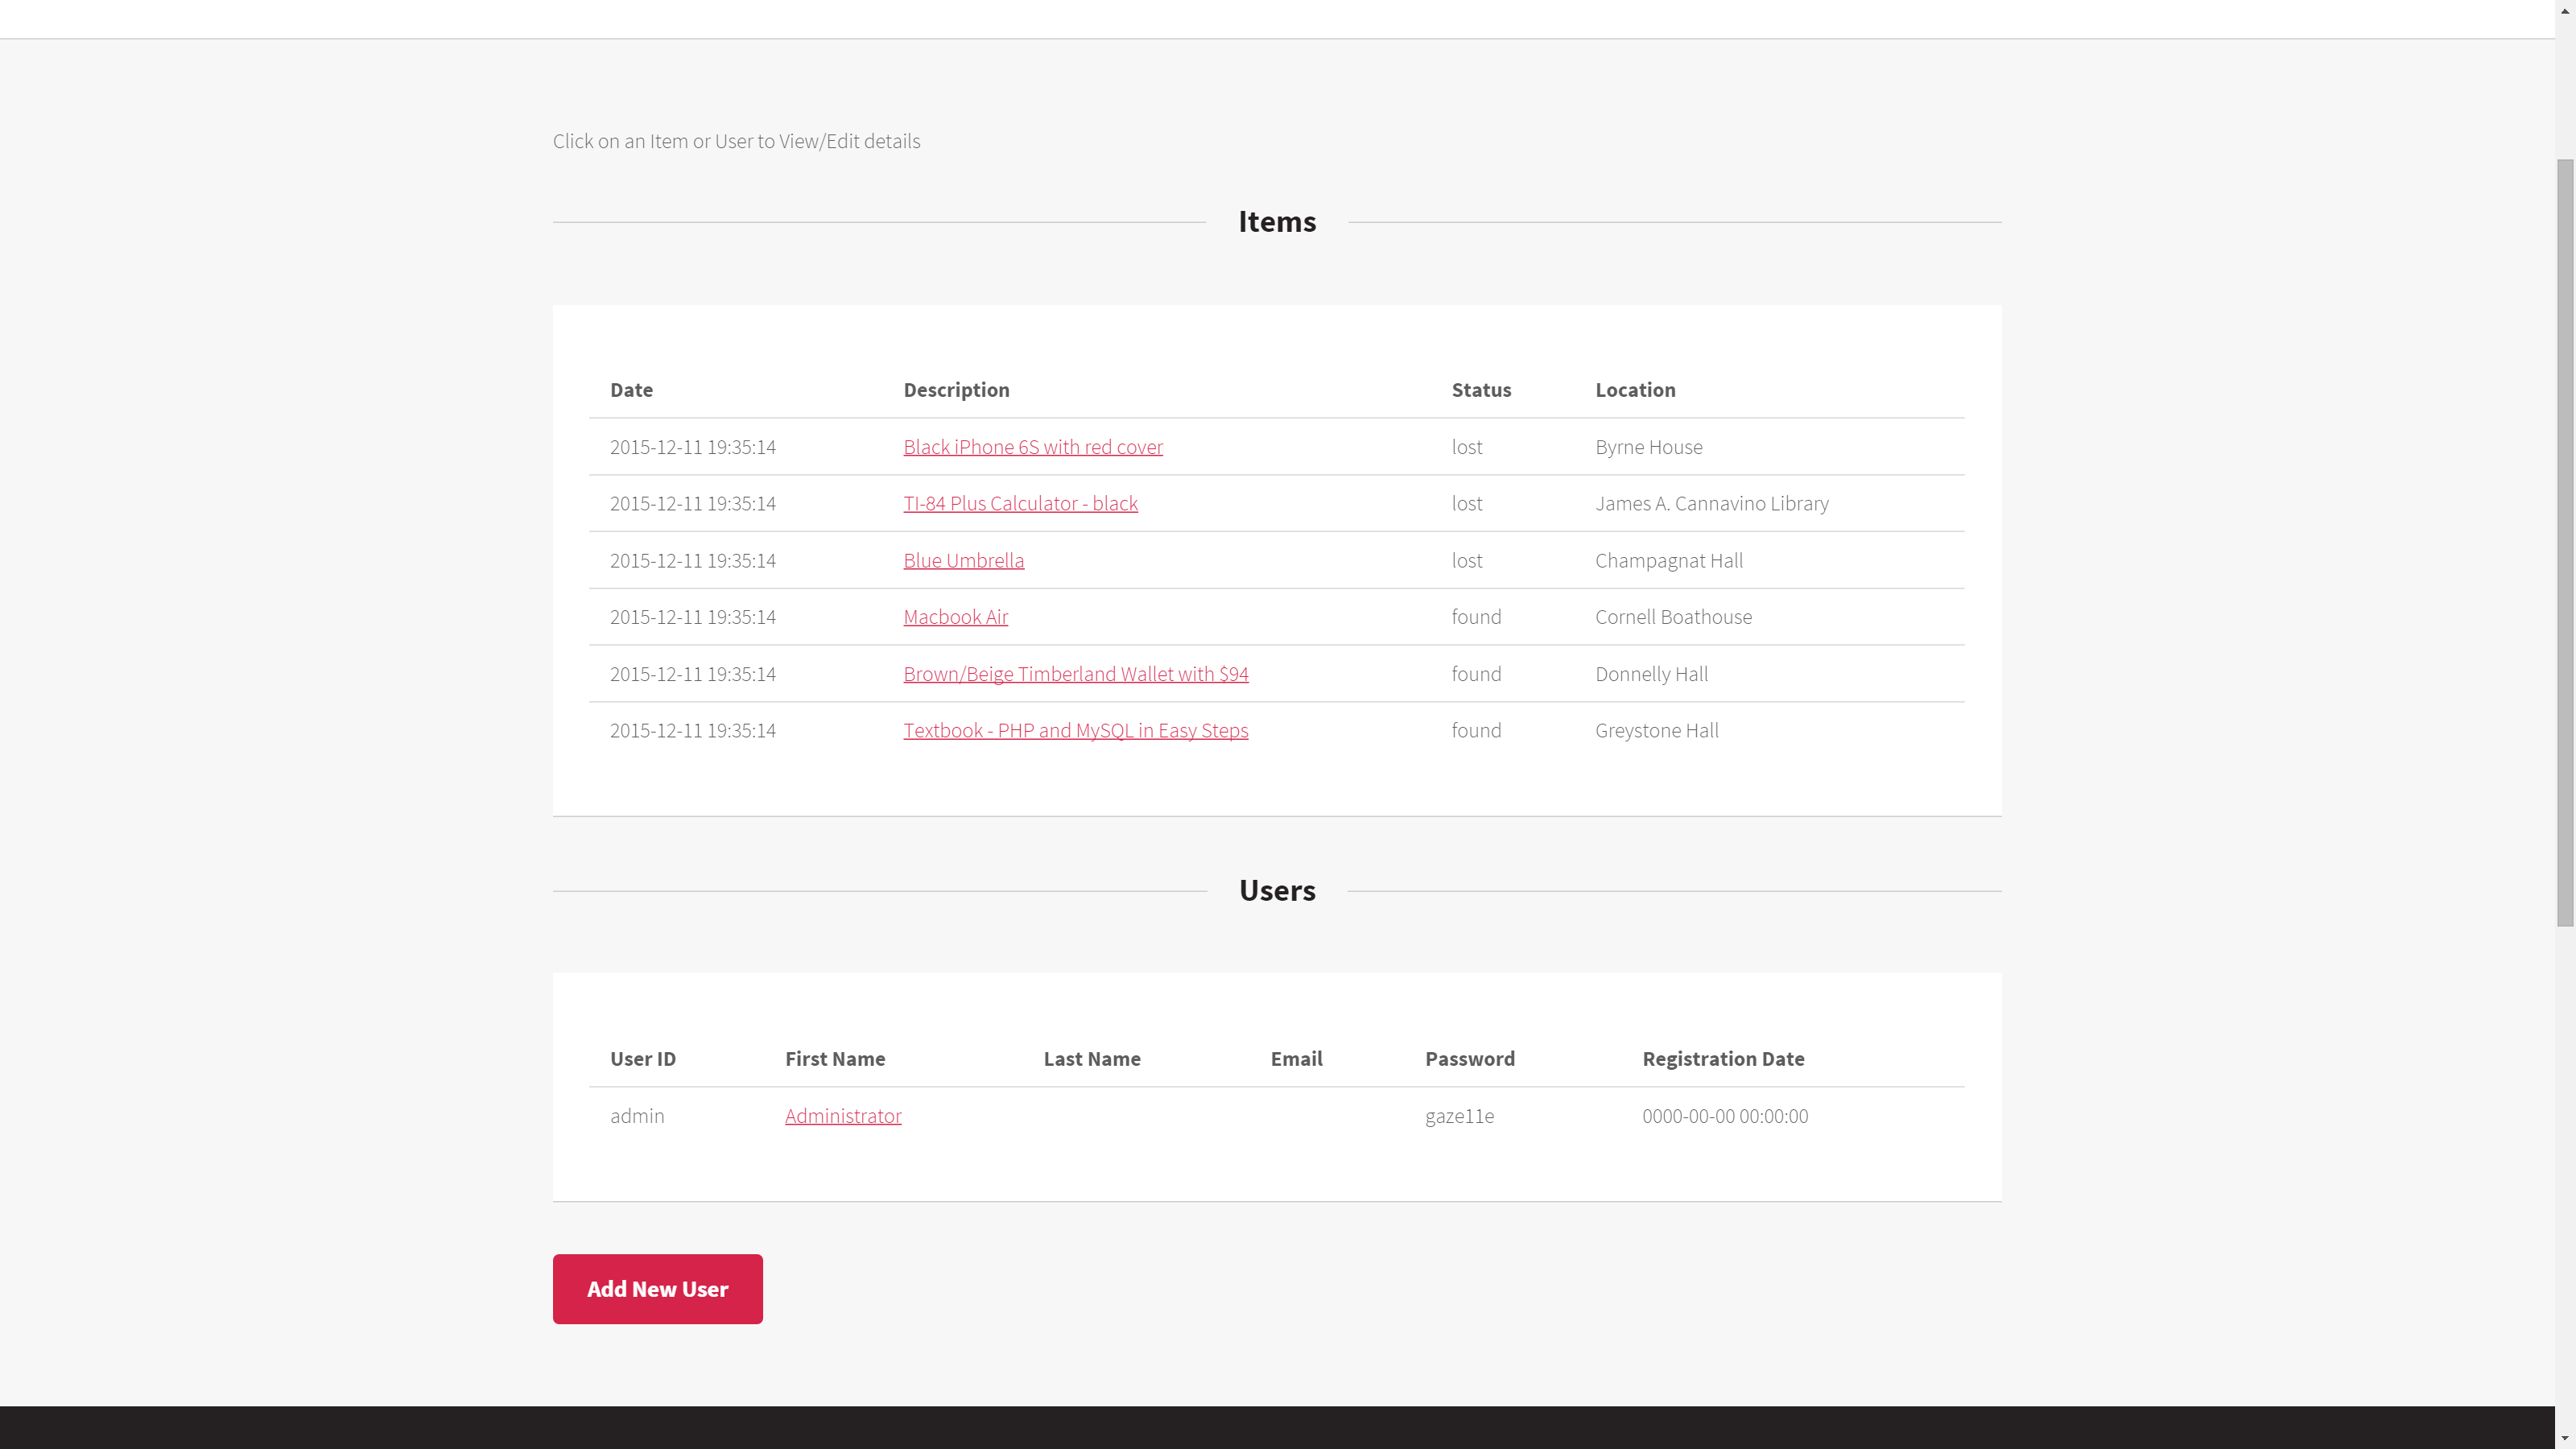 Click on an Item or User to View/Edit details
Items
Date Description Status Location
2015-12-11 19:35:14 Black iPhone 6S with red cover lost Byrne House
2015-12-11 19:35:14 TI-84 Plus Calculator - black lost James A. Cannavino Library
2015-12-11 19:35:14 Blue Umbrella lost Champagnat Hall
2015-12-11 19:35:14 Macbook Air found Cornell Boathouse
2015-12-11 19:35:14 Brown/Beige Timberland Wallet with $94 found Donnelly Hall
2015-12-11 19:35:14 Textbook - PHP and MySQL in Easy Steps found Greystone Hall
Users
User ID First Name Last Name Email Password Registration Date
admin Administrator gaze11e 0000-00-00 00:00:00
Add New User